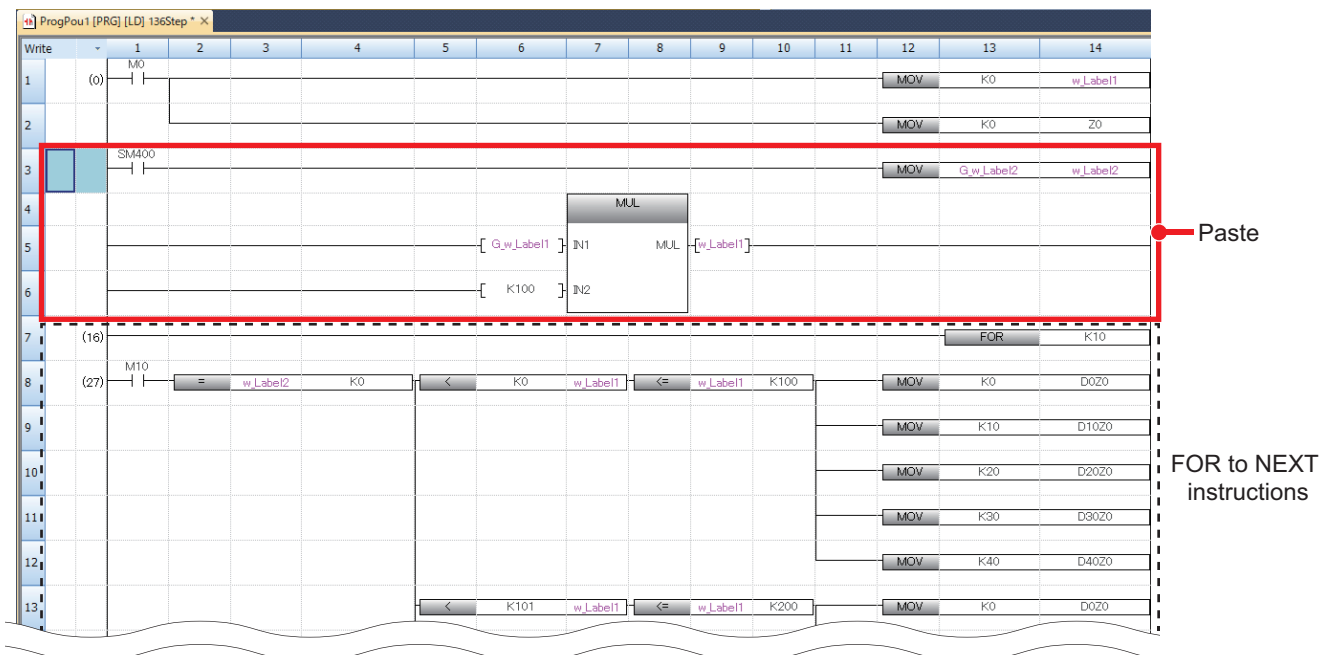 ProgPou1 [PRG] [LD] 136Step * ×
Write 1 2 3 4 5 6 7 8 9 10 11 12 13 14
M0
1 (0) MOV K0 w_Label1
2 MOV K0 Z0
SM400
3 MOV G_w_Label2 w_Label2
4 MUL
5 G_w_Label1 IN1 MUL w_Label1
Paste
6 K100 IN2
7 (16) FOR K10
M10
8 (27) = w_Label2 K0 < K0 w_Label1 <= w_Label1 K100 MOV K0 D0Z0
9 MOV K10 D10Z0
10 MOV K20 D20Z0
FOR to NEXT
instructions
11 MOV K30 D30Z0
12 MOV K40 D40Z0
13 < K101 w_Label1 <= w_Label1 K200 MOV K0 D0Z0